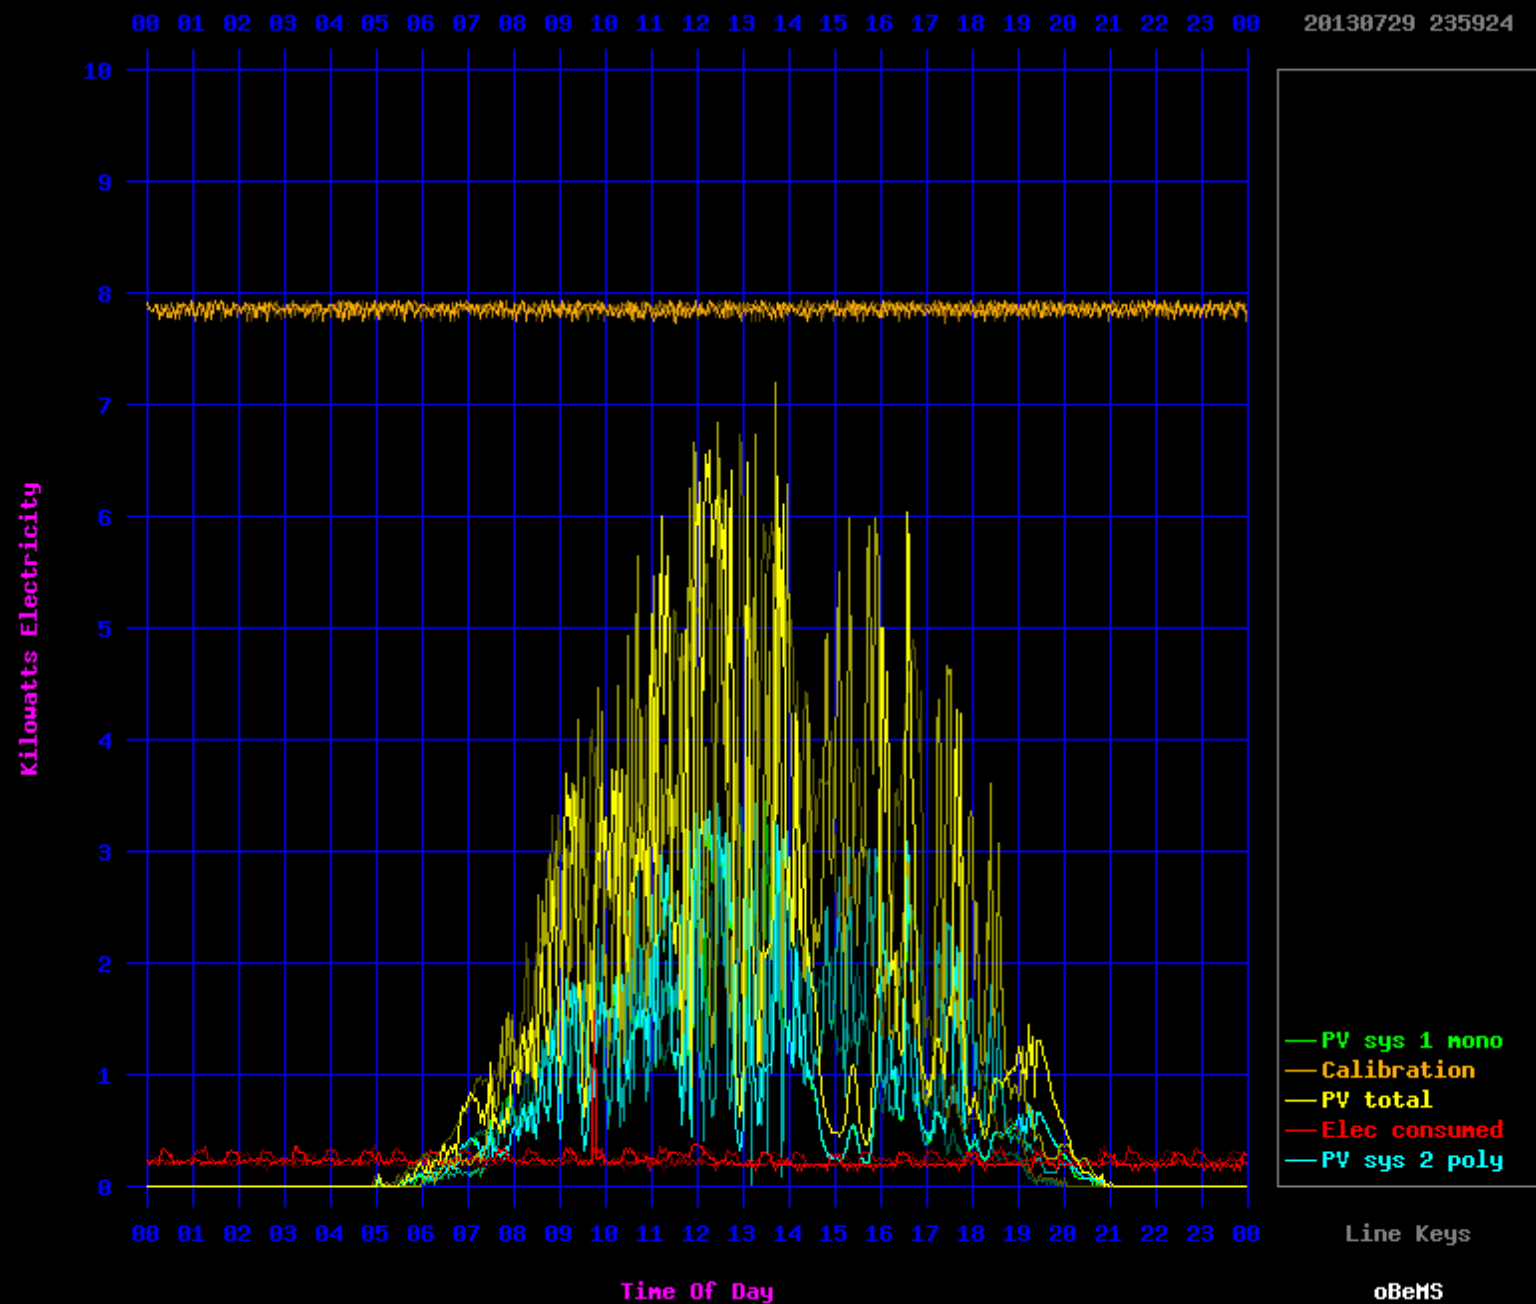 00 01 02 03 04 05 06 07 08 09 10 11 12 13 14 15 16 17 18 19 20 21 22 23 00
20130729 235924
10
9
8
7
6
5
4
3
2
1
0
Kilowatts Electricity
PV sys 1 mono
Calibration
PV total
Elec consumed
PV sys 2 poly
00 01 02 03 04 05 06 07 08 09 10 11 12 13 14 15 16 17 18 19 20 21 22 23 00
Line Keys
Time Of Day
oBeMS